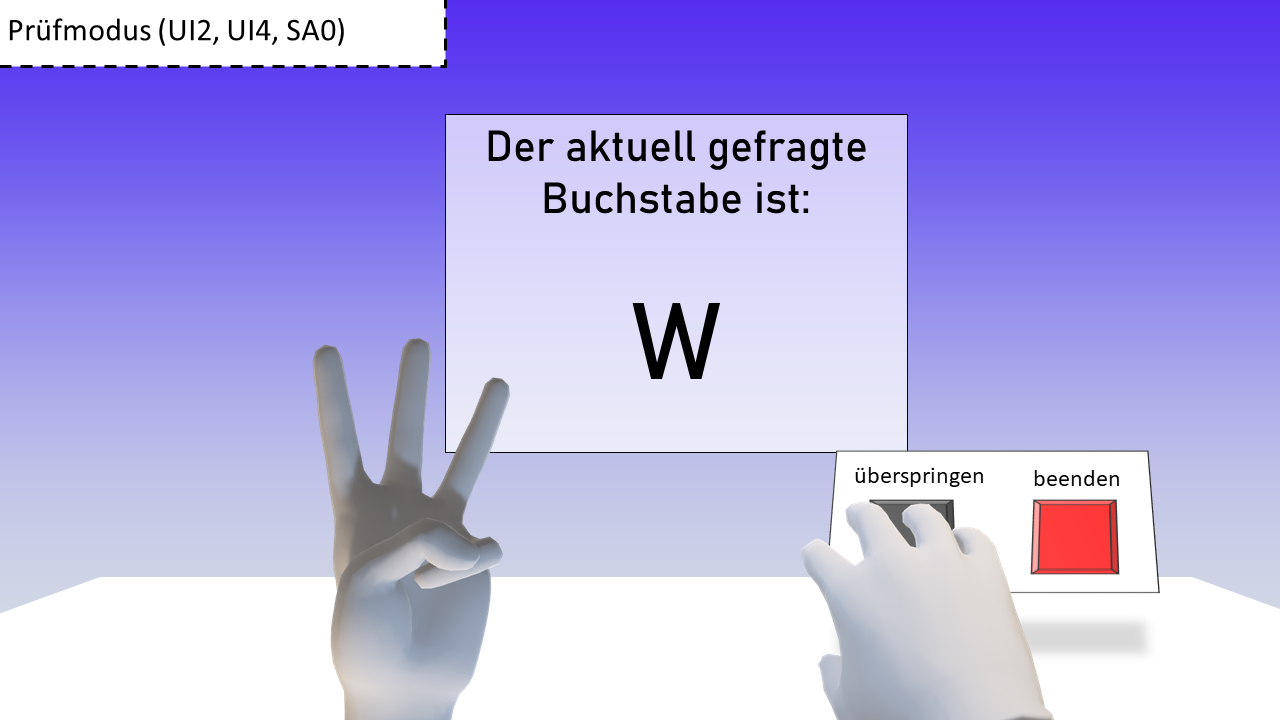 Prüfmodus (UI2, UI4, SA0)
Der aktuell gefragte
Buchstabe ist:
W
überspringen
beenden